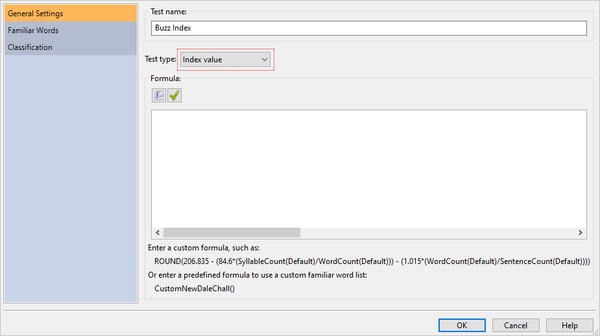 General Settings
Familiar Words
Classification
Test name:
Buzz Index
Test type: Index value
Formula:
Enter a custom formula, such as:
ROUND(206.835 - (84.6*(SyllableCount(Default)/WordCount(Default))) - (1.015*(WordCount(Default)/SentenceCount(Default))))
Or enter a predefined formula to use a custom familiar word list:
CustomNewDaleChall()
OK Cancel Help